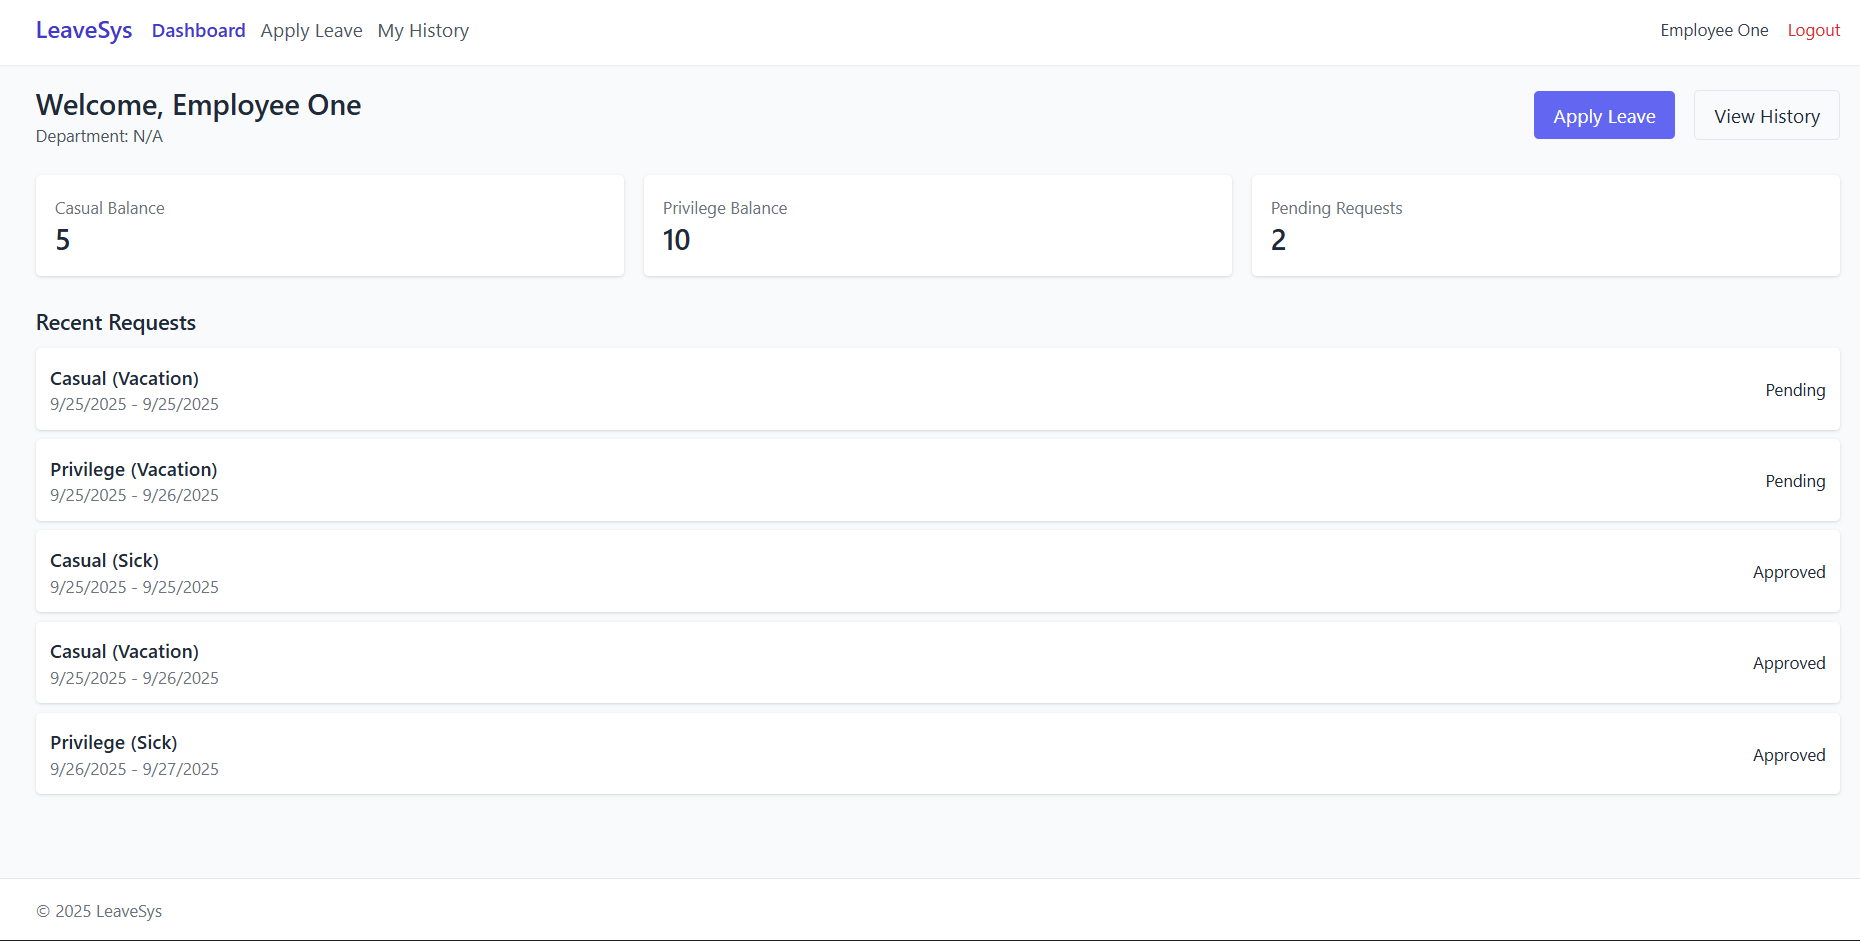 LeaveSys Dashboard Apply Leave My History Employee One Logout
Welcome, Employee One
Department: N/A
Apply Leave View History
Casual Balance
5
Privilege Balance
10
Pending Requests
2
Recent Requests
Casual (Vacation)
9/25/2025 - 9/25/2025
Pending
Privilege (Vacation)
9/25/2025 - 9/26/2025
Pending
Casual (Sick)
9/25/2025 - 9/25/2025
Approved
Casual (Vacation)
9/25/2025 - 9/26/2025
Approved
Privilege (Sick)
9/26/2025 - 9/27/2025
Approved
© 2025 LeaveSys